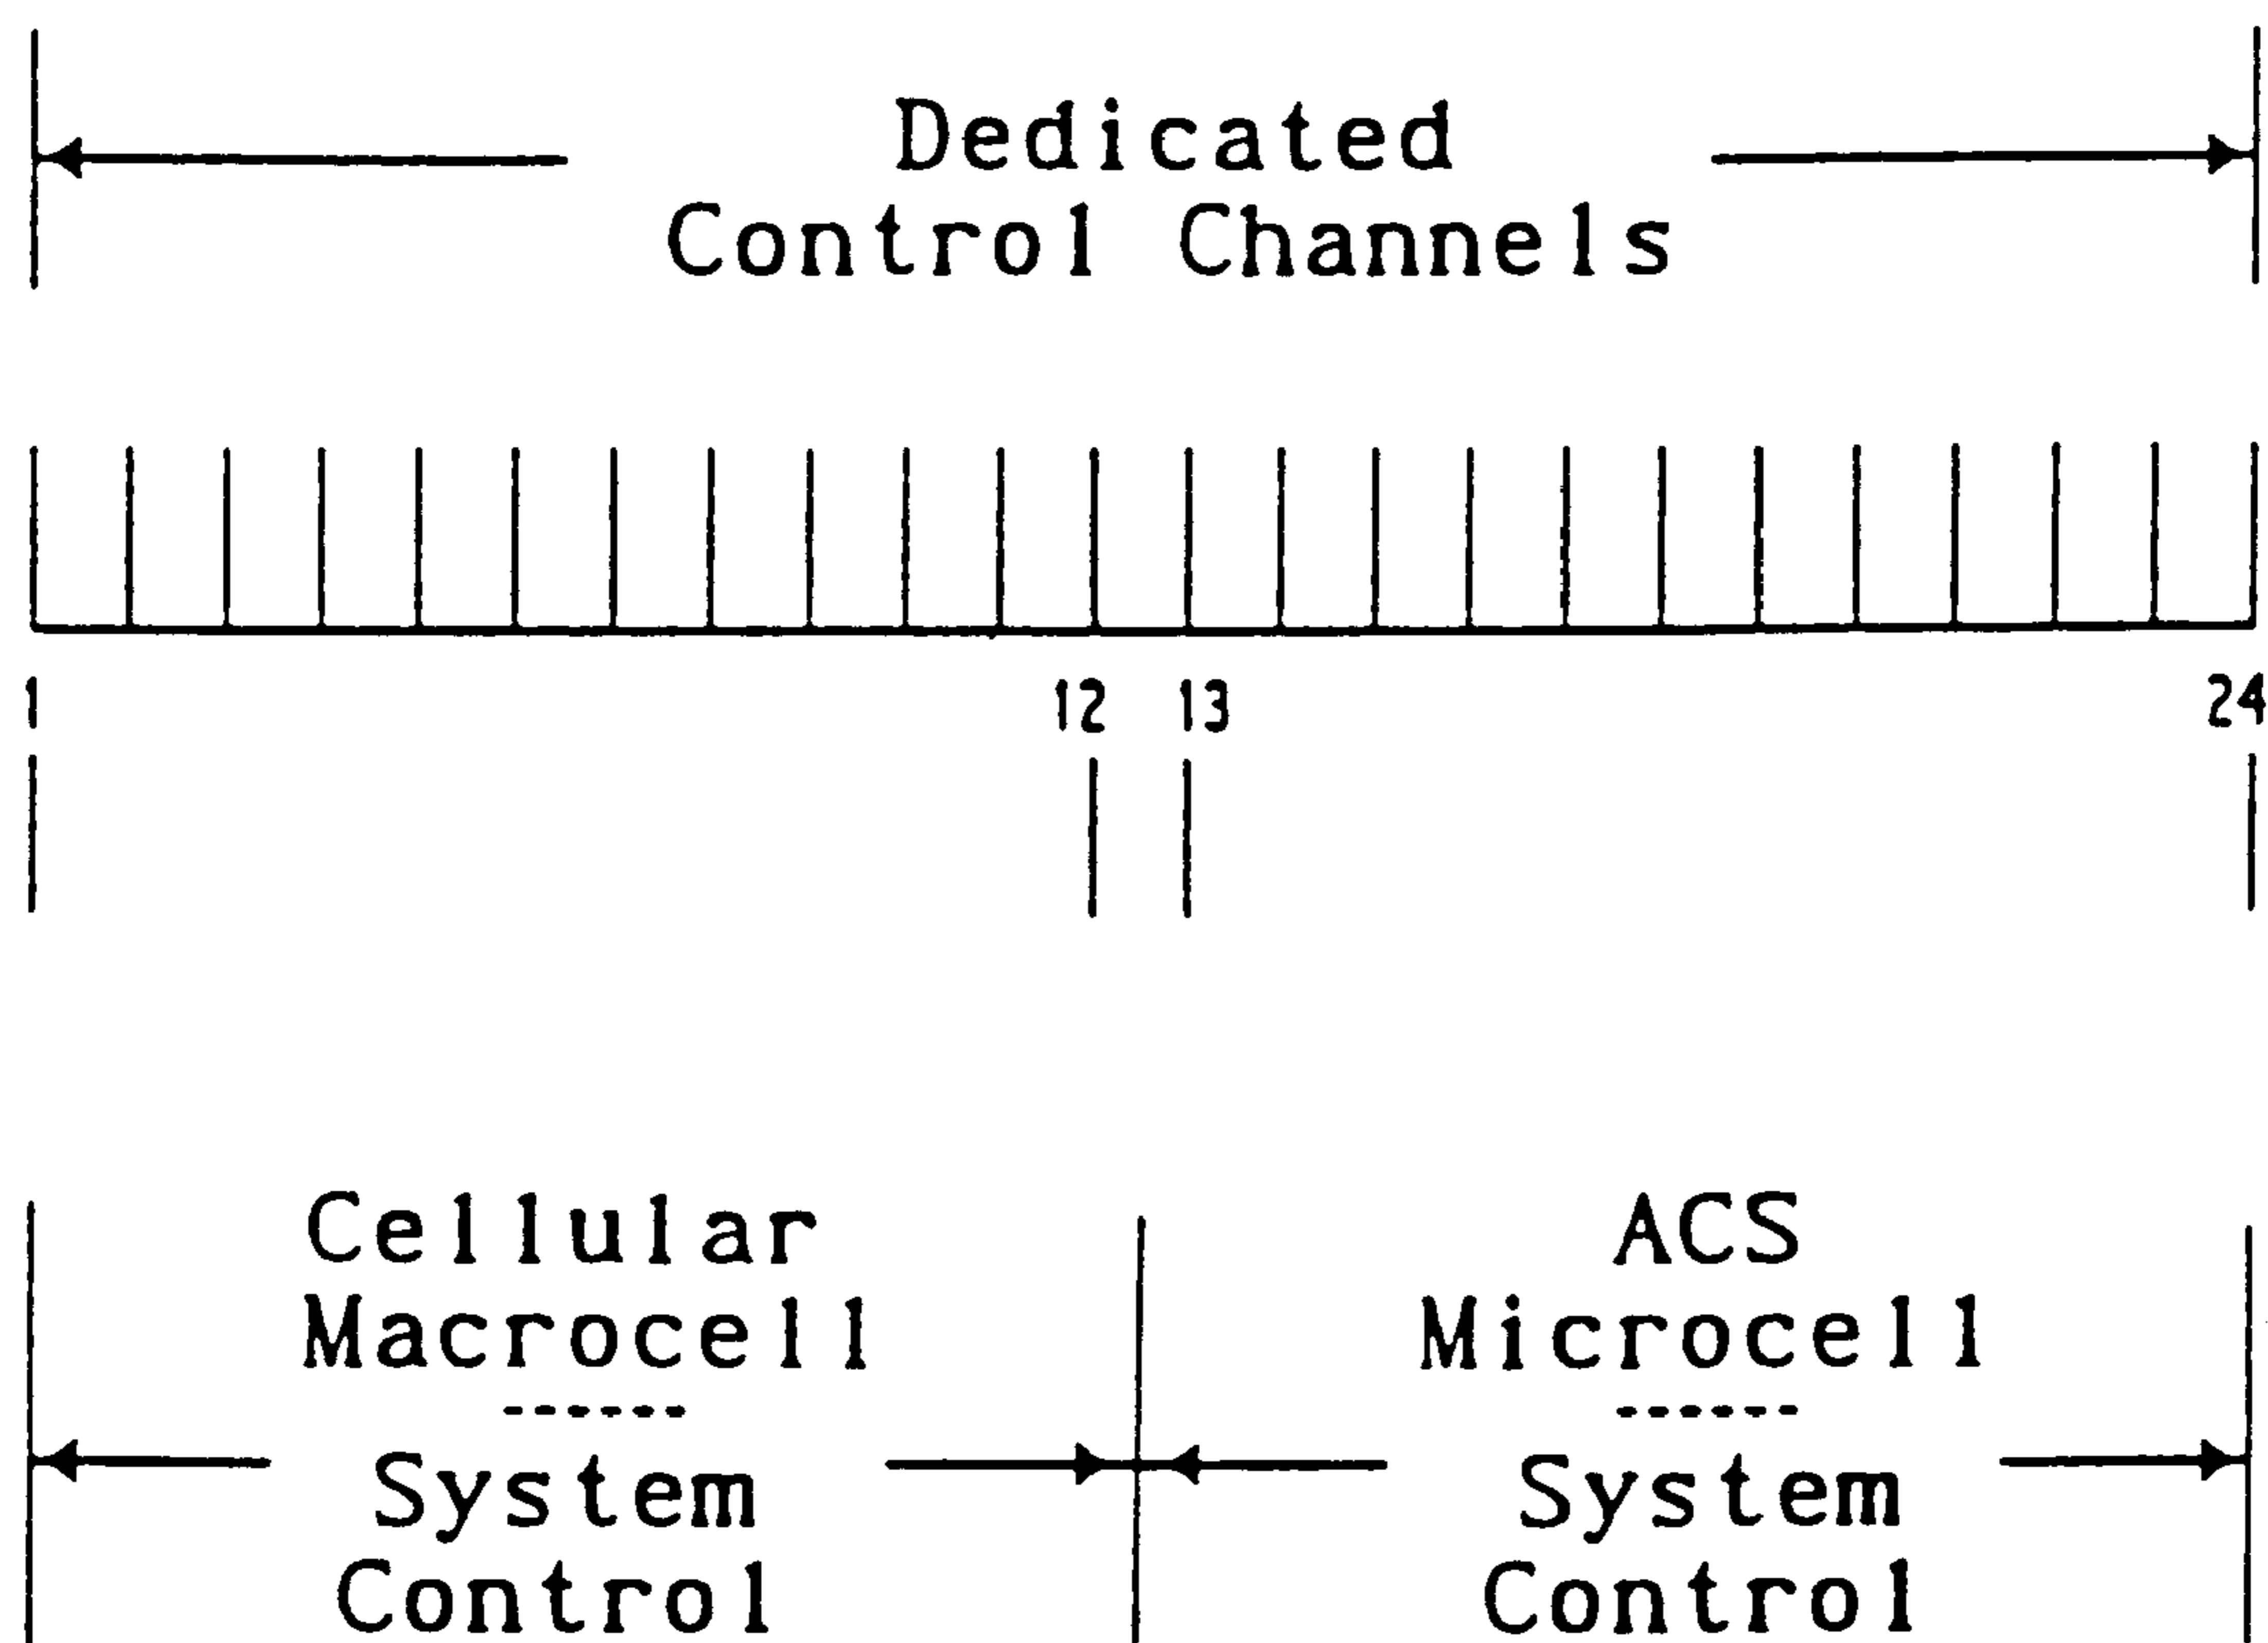 Dedicated
Control Channels
1 12 13 24
Cellular
Macrocell
------
System
Control
ACS
Microcell
------
System
Control